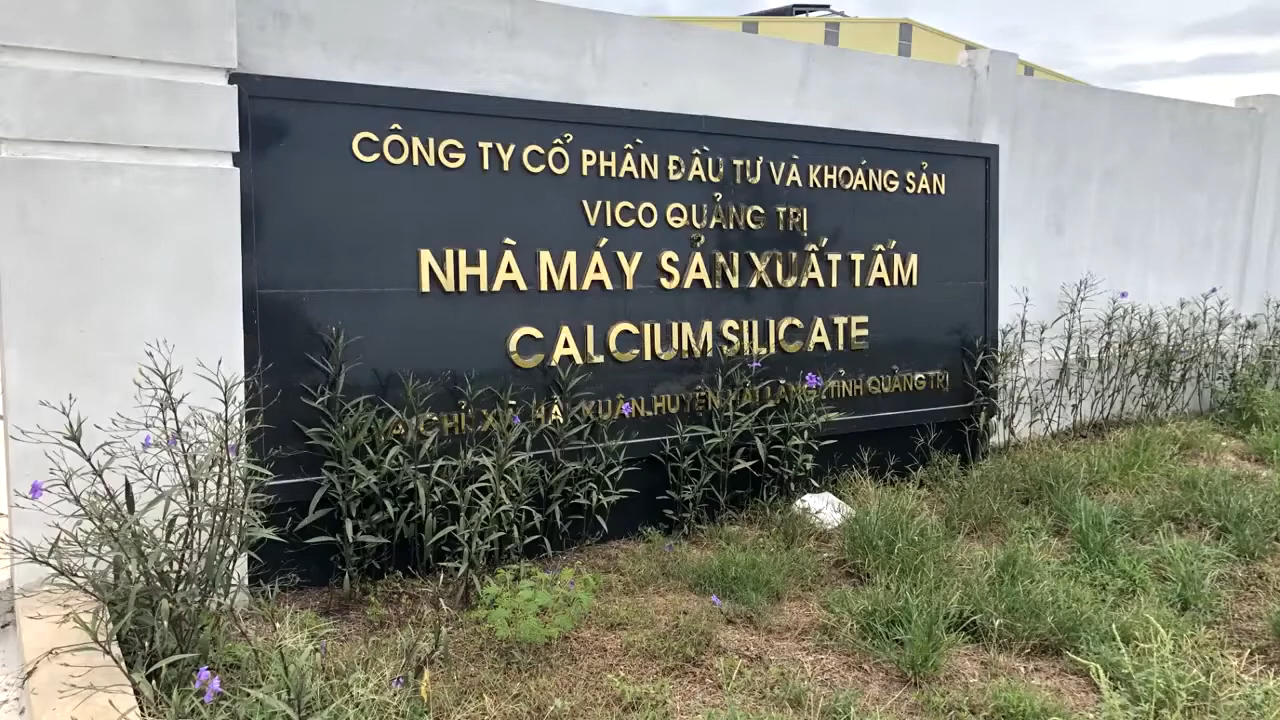 CÔNG TY CỔ PHẦN ĐẦU TƯ VÀ KHOÁNG SẢN
VICO QUẢNG TRỊ
NHÀ MÁY SẢN XUẤT TẤM
CALCIUM SILICATE
CHỈ: XÃ HẢI XUÂN, HUYỆN HẢI LĂNG, TỈNH QUẢNG TRỊ